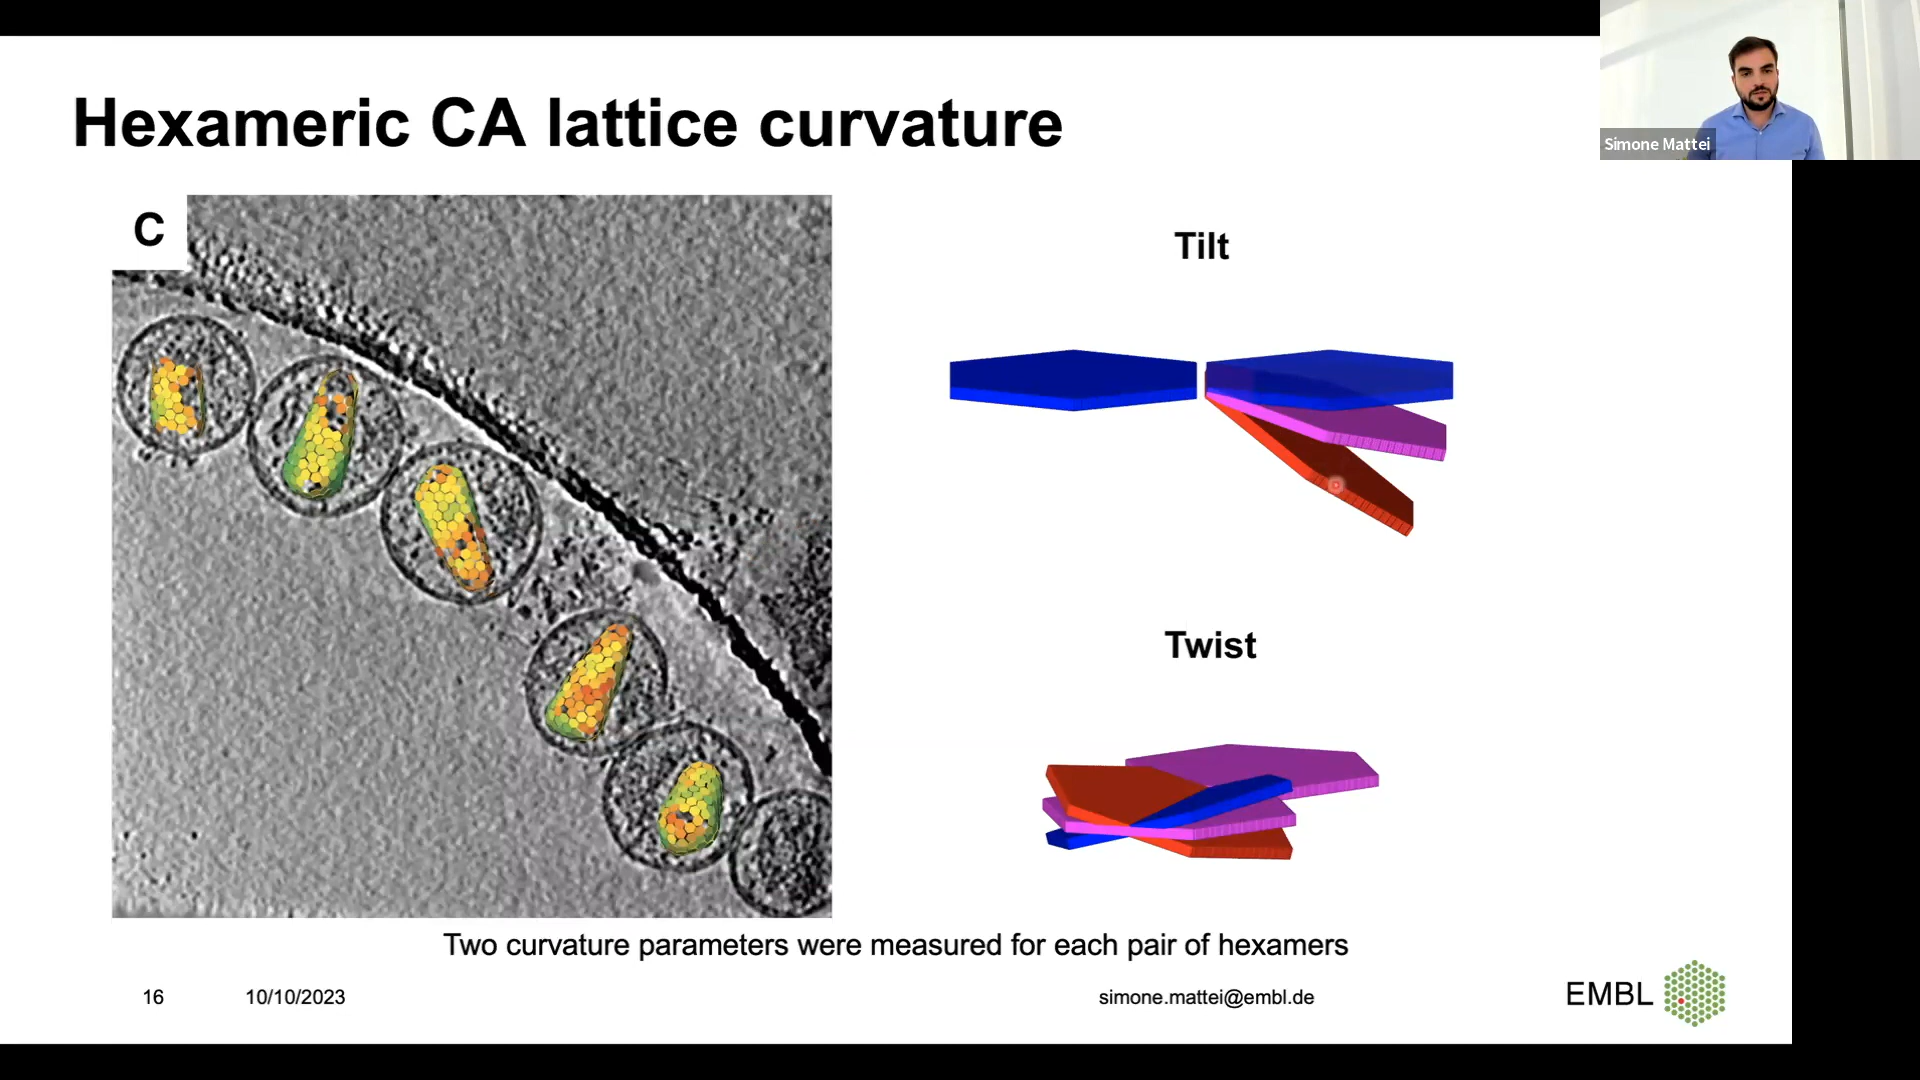 Simone Mattei
Hexameric CA lattice curvature
C
Tilt
Twist
Two curvature parameters were measured for each pair of hexamers
16
10/10/2023
simone.mattei@embl.de
EMBL